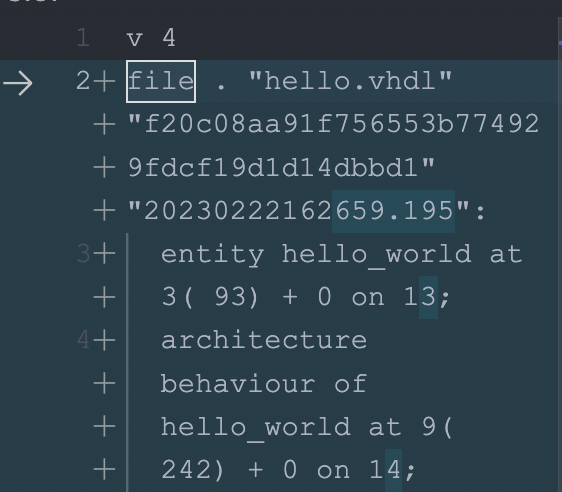 1 v 4
2+ file . "hello.vhdl"
+ "f20c08aa91f756553b77492
+ 9fdcf19d1d14dbbd1"
+ "20230222162659.195":
3+ entity hello_world at
+ 3( 93) + 0 on 13;
4+ architecture
+ behaviour of
+ hello_world at 9(
+ 242) + 0 on 14;